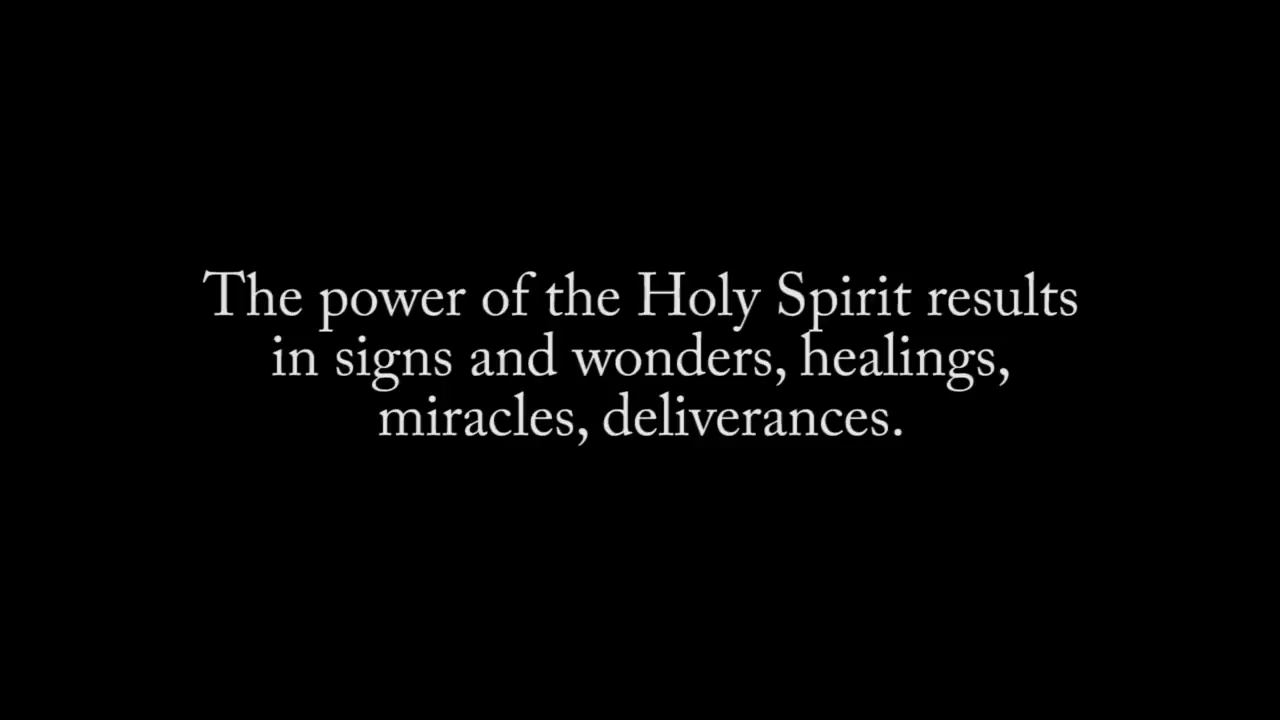 The power of the Holy Spirit results
in signs and wonders, healings,
miracles, deliverances.